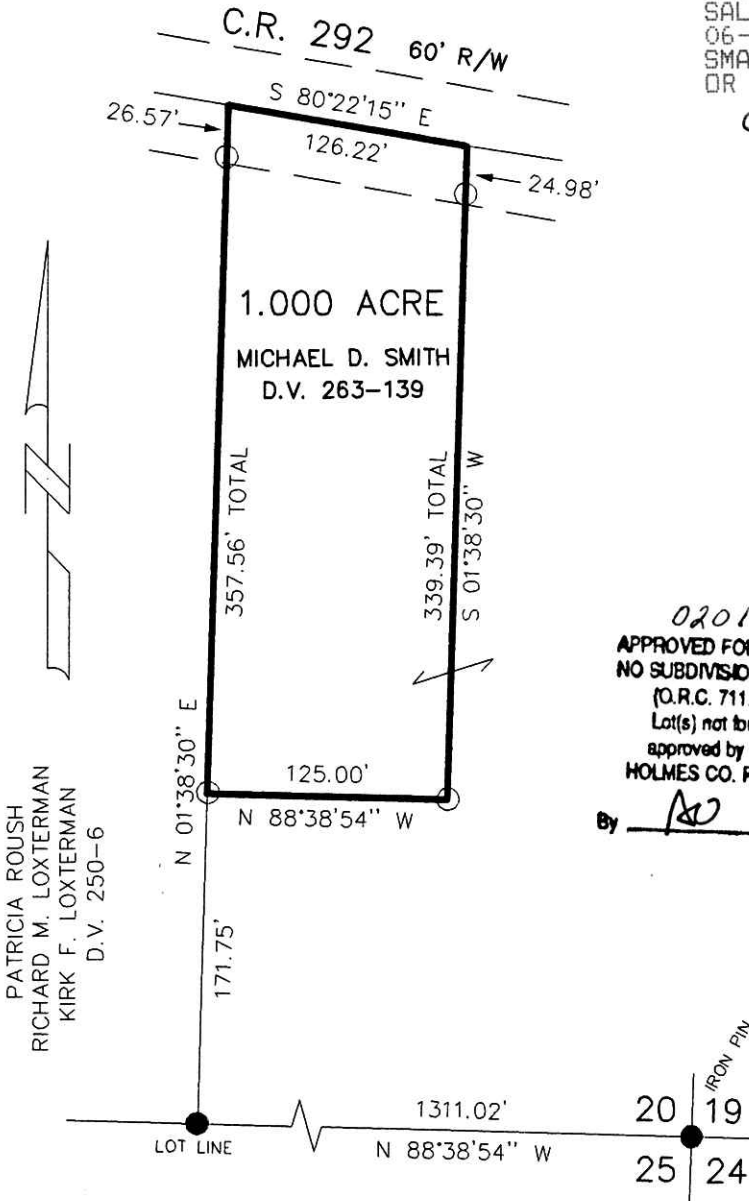 C.R. 292 60' R/W
SAL
06-
SMA
OR
S 80°22'15" E
26.57'
126.22'
24.98'
1.000 ACRE
MICHAEL D. SMITH
D.V. 263-139
357.56' TOTAL
339.39' TOTAL
S 01°38'30" W
0201
APPROVED FO
NO SUBDIVISIO
(O.R.C. 711.
Lot(s) not
approved by
HOLMES CO.
By
N 01°38'30" E
125.00'
N 88°38'54" W
PATRICIA ROUSH
RICHARD M. LOXTERMAN
KIRK F. LOXTERMAN
D.V. 250-6
171.75'
IRON PIN
1311.02'
20 19
LOT LINE
N 88°38'54" W
25 24